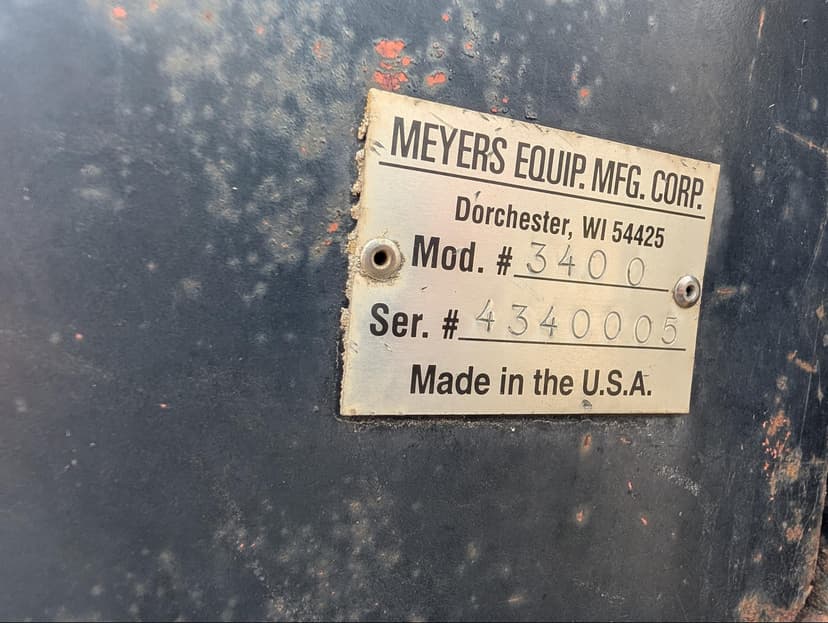 MEYERS EQUIP. MFG. CORP.
Dorchester, WI 54425
Mod. # 3400
Ser. # 4340005
Made in the U.S.A.